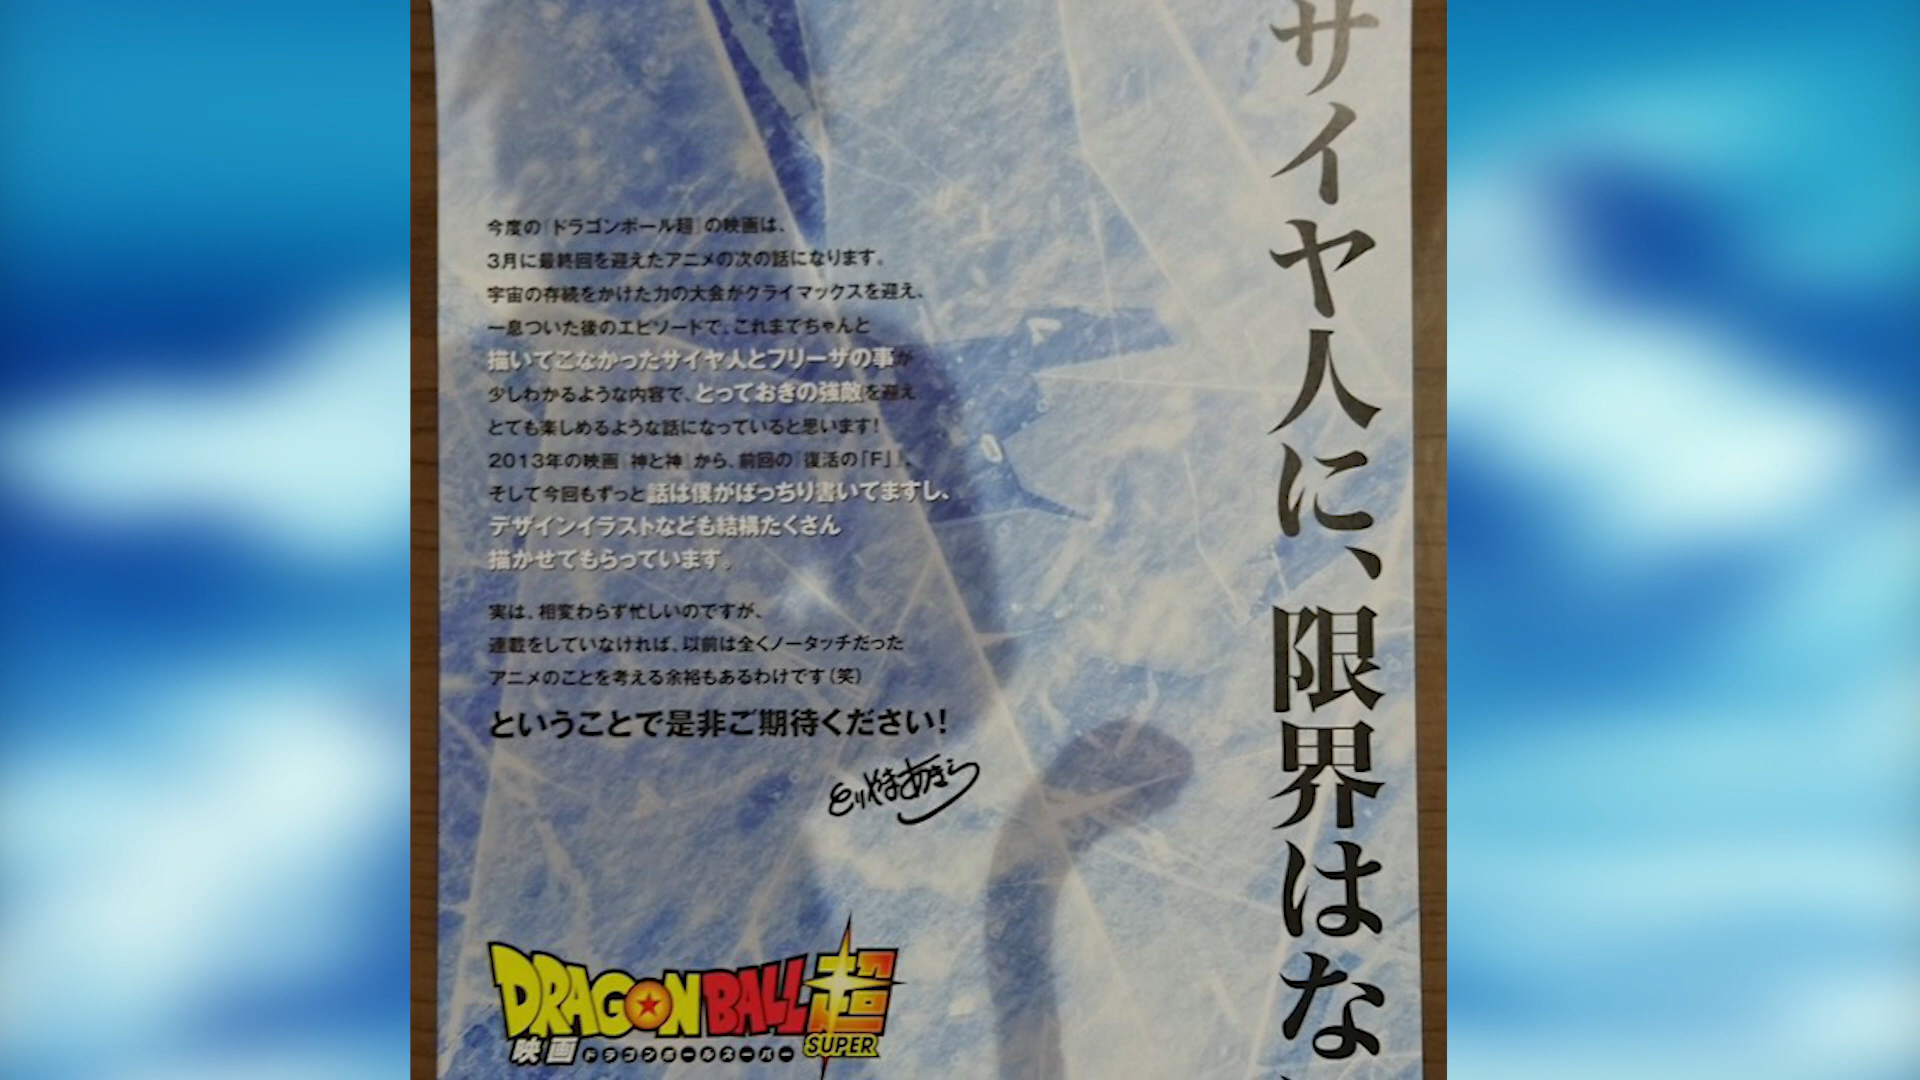 サイヤ人に、限界はな
今度の『ドラゴンボール超』の映画は、
3月に最終回を迎えたアニメの次の話になります。
宇宙の存続をかけた力の大会がクライマックスを迎え、
一息ついた後のエピソードで、これまでちゃんと
描いてこなかったサイヤ人とフリーザの事が
少しわかるような内容で、とっておきの強敵を迎え
とても楽しめるような話になっていると思います!
2013年の映画『神と神』から、前回の『復活の「F」』、
そして今回もずっと話は僕がばっちり書いてますし、
デザインイラストなども結構たくさん
描かせてもらっています。
実は、相変わらず忙しいのですが、
連載をしていなければ、以前は全くノータッチだった
アニメのことを考える余裕もあるわけです(笑)
ということで是非ご期待ください!
とりやまあきら
DRAGON BALL超
映画 ドラゴンボールスーパー SUPER